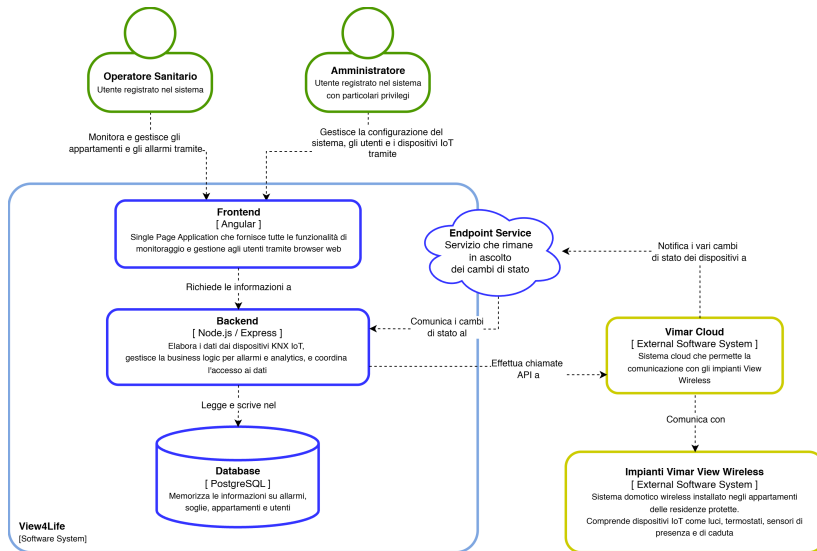 Operatore Sanitario
Utente registrato nel sistema
Amministratore
Utente registrato nel sistema
con particolari privilegi
Monitora e gestisce gli
appartamenti e gli allarmi tramite
Gestisce la configurazione del
sistema, gli utenti e i dispositivi IoT
tramite
Frontend
[ Angular ]
Single Page Application che fornisce tutte le funzionalità di
monitoraggio e gestione agli utenti tramite browser web
Endpoint Service
Servizio che rimane
in ascolto
dei cambi di stato
Notifica i vari cambi
di stato dei dispositivi a
Richiede le informazioni a
Backend
[ Node.js / Express ]
Elabora i dati dai dispositivi KNX IoT,
gestisce la business logic per allarmi e analytics, e coordina
l'accesso ai dati
Comunica i cambi
di stato al
Vimar Cloud
[ External Software System ]
Sistema cloud che permette la
comunicazione con gli impianti View
Wireless
Effettua chiamate
API a
Legge e scrive nel
Comunica con
Database
[ PostgreSQL ]
Memorizza le informazioni su allarmi,
soglie, appartamenti e utenti
Impianti Vimar View Wireless
[ External Software System ]
Sistema domotico wireless installato negli appartamenti
delle residenze protette.
Comprende dispositivi IoT come luci, termostati, sensori di
presenza e di caduta
View4Life
[Software System]